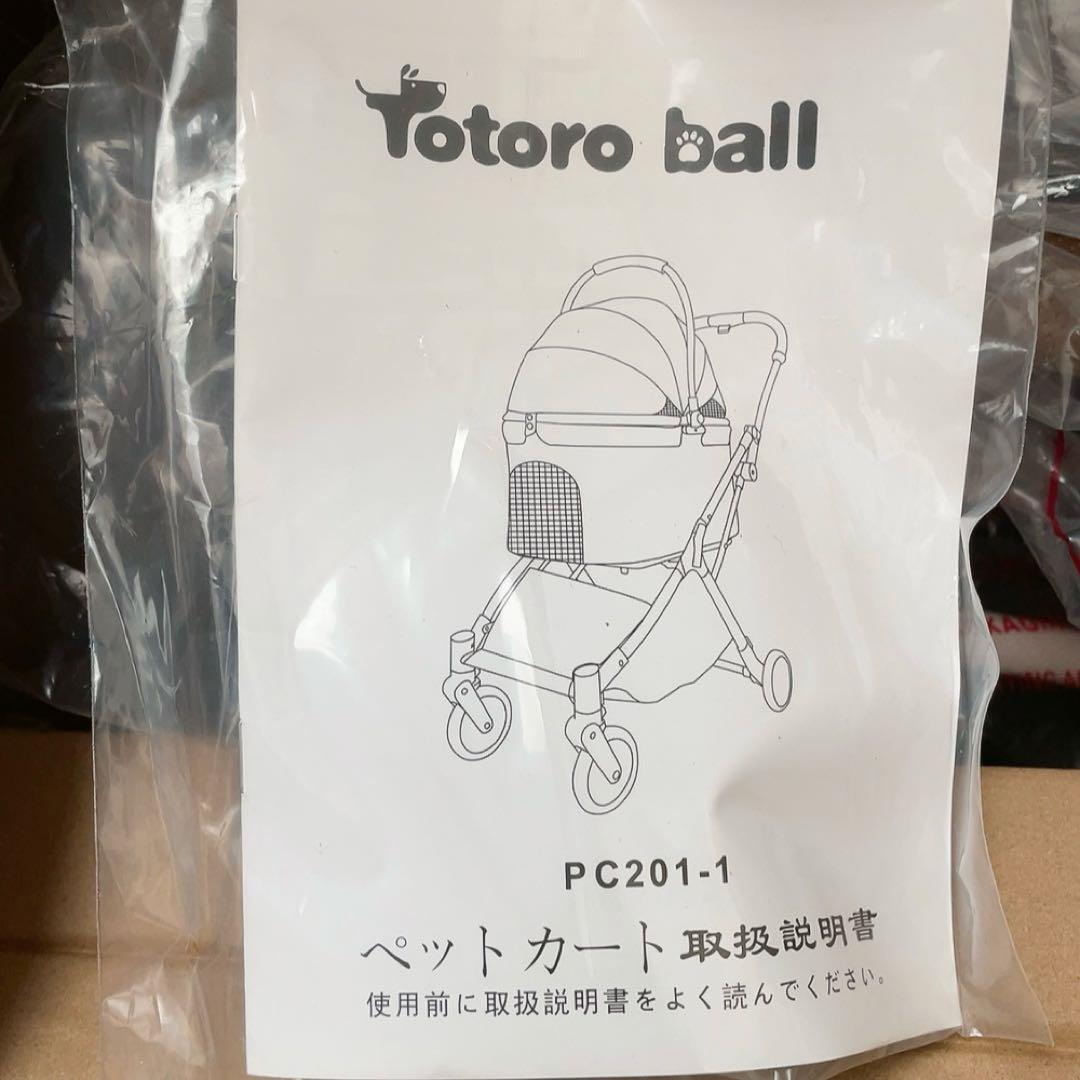 Totoro ball
PC201-1
ペットカート取扱説明書
使用前に取扱説明書をよく読んでください。